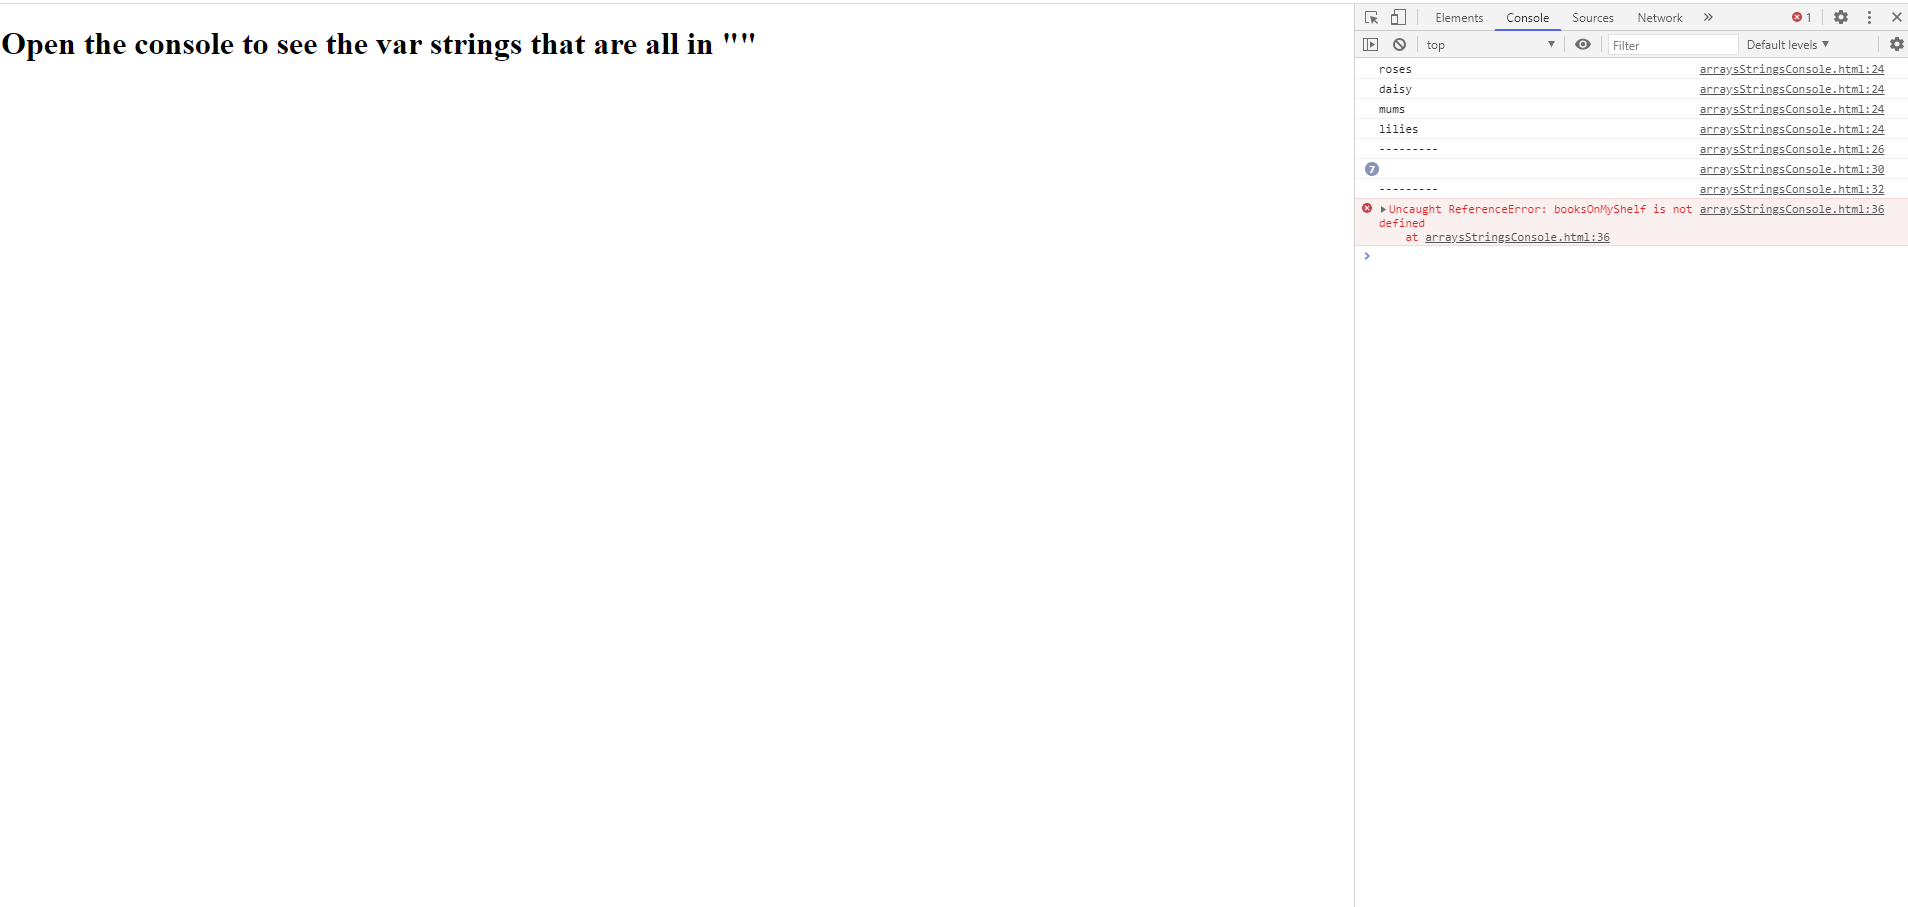 Open the console to see the var strings that are all in ""
Elements Console Sources Network » 1
top ▼ Filter Default levels ▼
roses arraysStringsConsole.html:24
daisy arraysStringsConsole.html:24
mums arraysStringsConsole.html:24
lilies arraysStringsConsole.html:24
--------- arraysStringsConsole.html:26
7 arraysStringsConsole.html:30
--------- arraysStringsConsole.html:32
Uncaught ReferenceError: booksOnMyShelf is not arraysStringsConsole.html:36
defined
at arraysStringsConsole.html:36